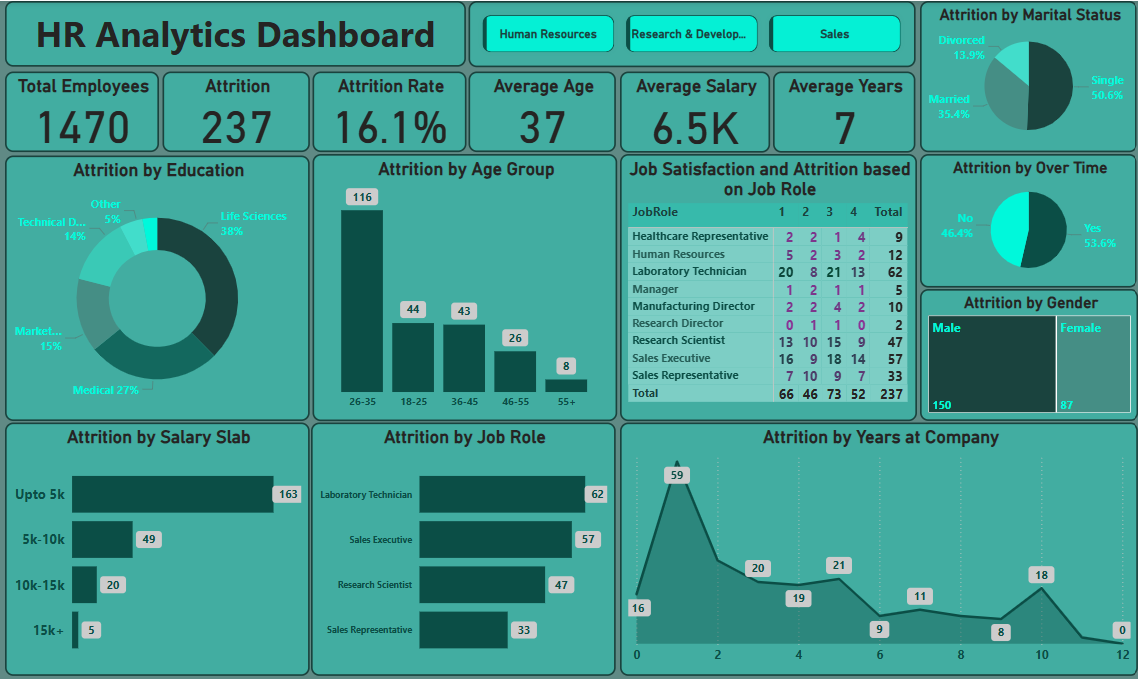 HR Analytics Dashboard
Human Resources
Research & Develop...
Sales
Total Employees
1470
Attrition
237
Attrition Rate
16.1%
Average Age
37
Average Salary
6.5K
Average Years
7
Attrition by Marital Status
Divorced
13.9%
Single
50.6%
Married
35.4%
Attrition by Education
Other
5%
Life Sciences
38%
Technical D...
14%
Market...
15%
Medical 27%
Attrition by Age Group
116
44
43
26
8
26-35 18-25 36-45 46-55 55+
Job Satisfaction and Attrition based
on Job Role
JobRole 1 2 3 4 Total
Healthcare Representative 2 2 1 4 9
Human Resources 5 2 3 2 12
Laboratory Technician 20 8 21 13 62
Manager 1 2 1 1 5
Manufacturing Director 2 2 4 2 10
Research Director 0 1 1 0 2
Research Scientist 13 10 15 9 47
Sales Executive 16 9 18 14 57
Sales Representative 7 10 9 7 33
Total 66 46 73 52 237
Attrition by Over Time
No
46.4%
Yes
53.6%
Attrition by Gender
Male
150
Female
87
Attrition by Salary Slab
Upto 5k 163
5k-10k 49
10k-15k 20
15k+ 5
Attrition by Job Role
Laboratory Technician 62
Sales Executive 57
Research Scientist 47
Sales Representative 33
Attrition by Years at Company
16
59
20
19
21
9
11
8
18
0
0 2 4 6 8 10 12